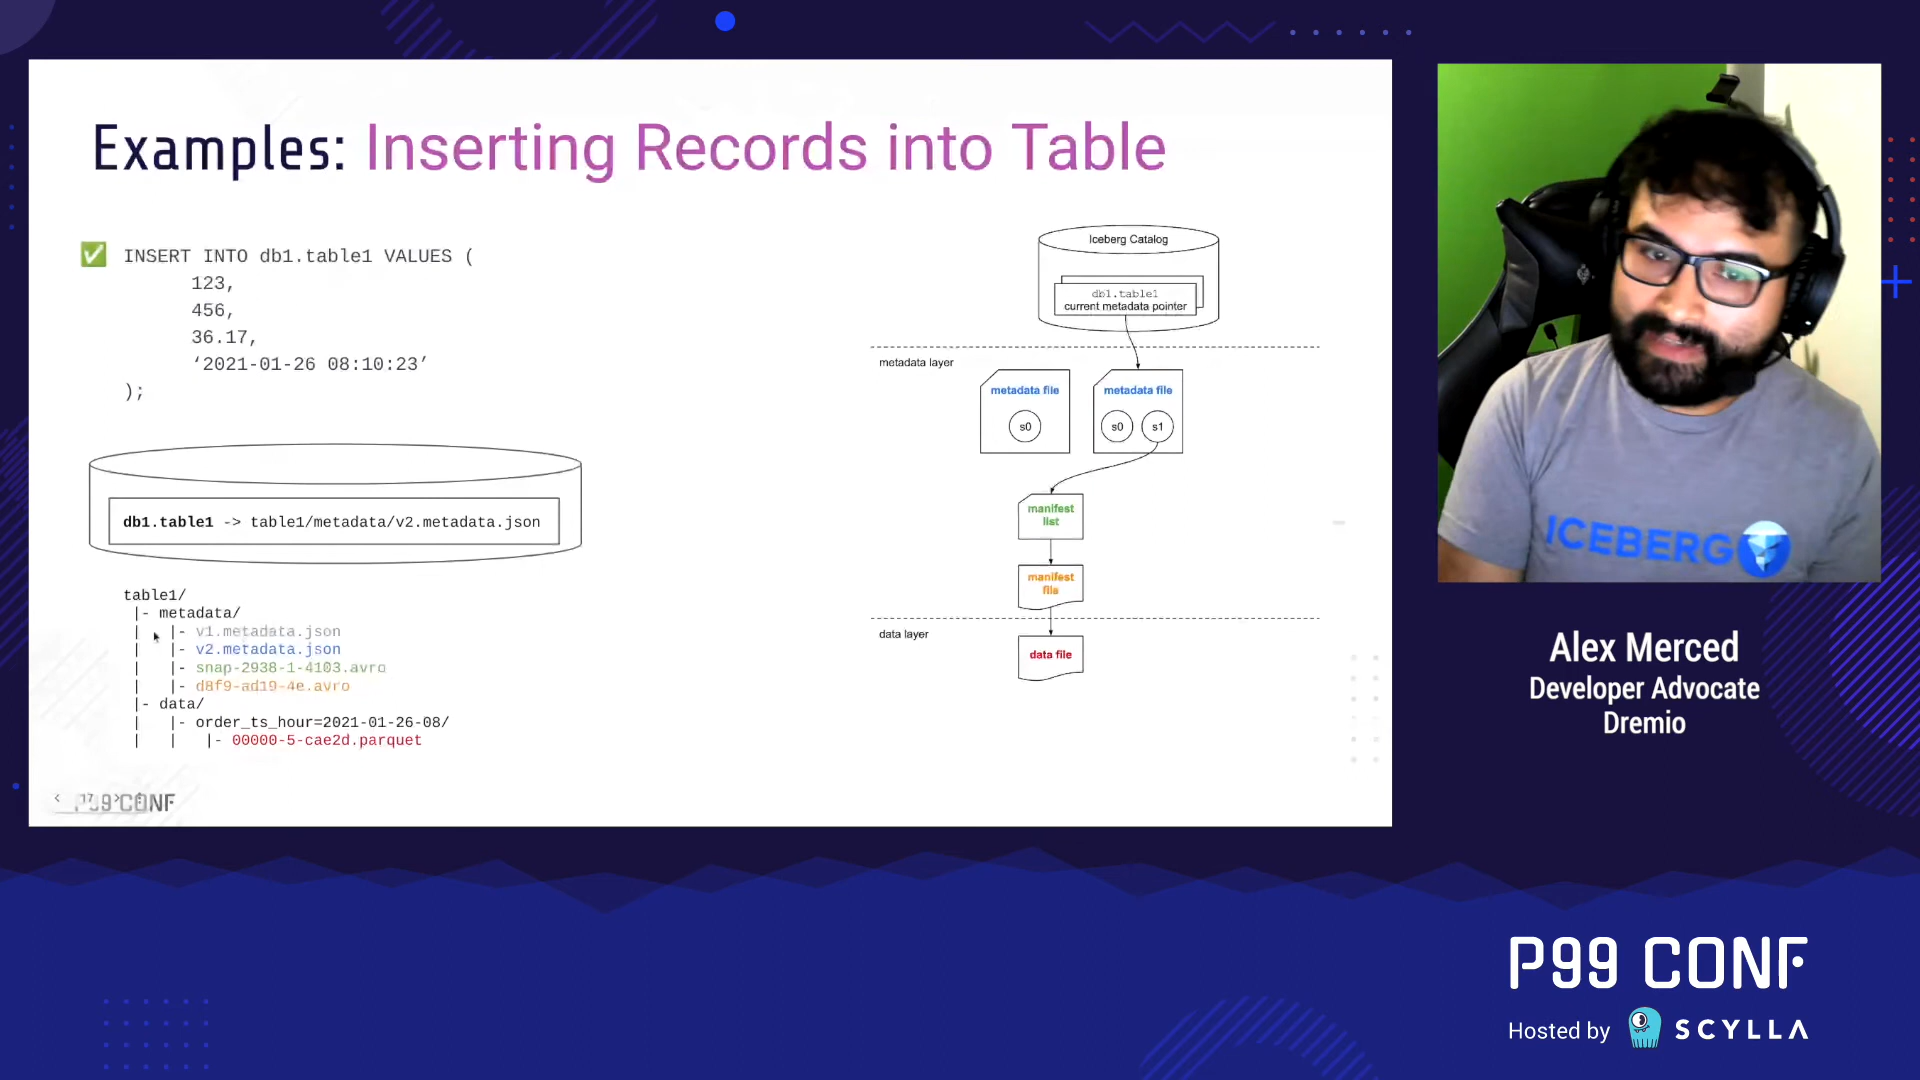 Examples: Inserting Records into Table
INSERT INTO db1.table1 VALUES (
123,
456,
36.17,
‘2021-01-26 08:10:23’
);
db1.table1 -> table1/metadata/v2.metadata.json
table1/
|- metadata/
| |- v1.metadata.json
| |- v2.metadata.json
| |- snap-2938-1-4103.avro
| |- d8f9-ad19-4e.avro
|- data/
| |- order_ts_hour=2021-01-26-08/
| | |- 00000-5-cae2d.parquet
Iceberg Catalog
db1.table1
current metadata pointer
metadata layer
metadata file
s0
metadata file
s0 s1
manifest
list
manifest
file
data layer
data file
17
P99 CONF
ICEBERG
Alex Merced
Developer Advocate
Dremio
P99 CONF
Hosted by SCYLLA